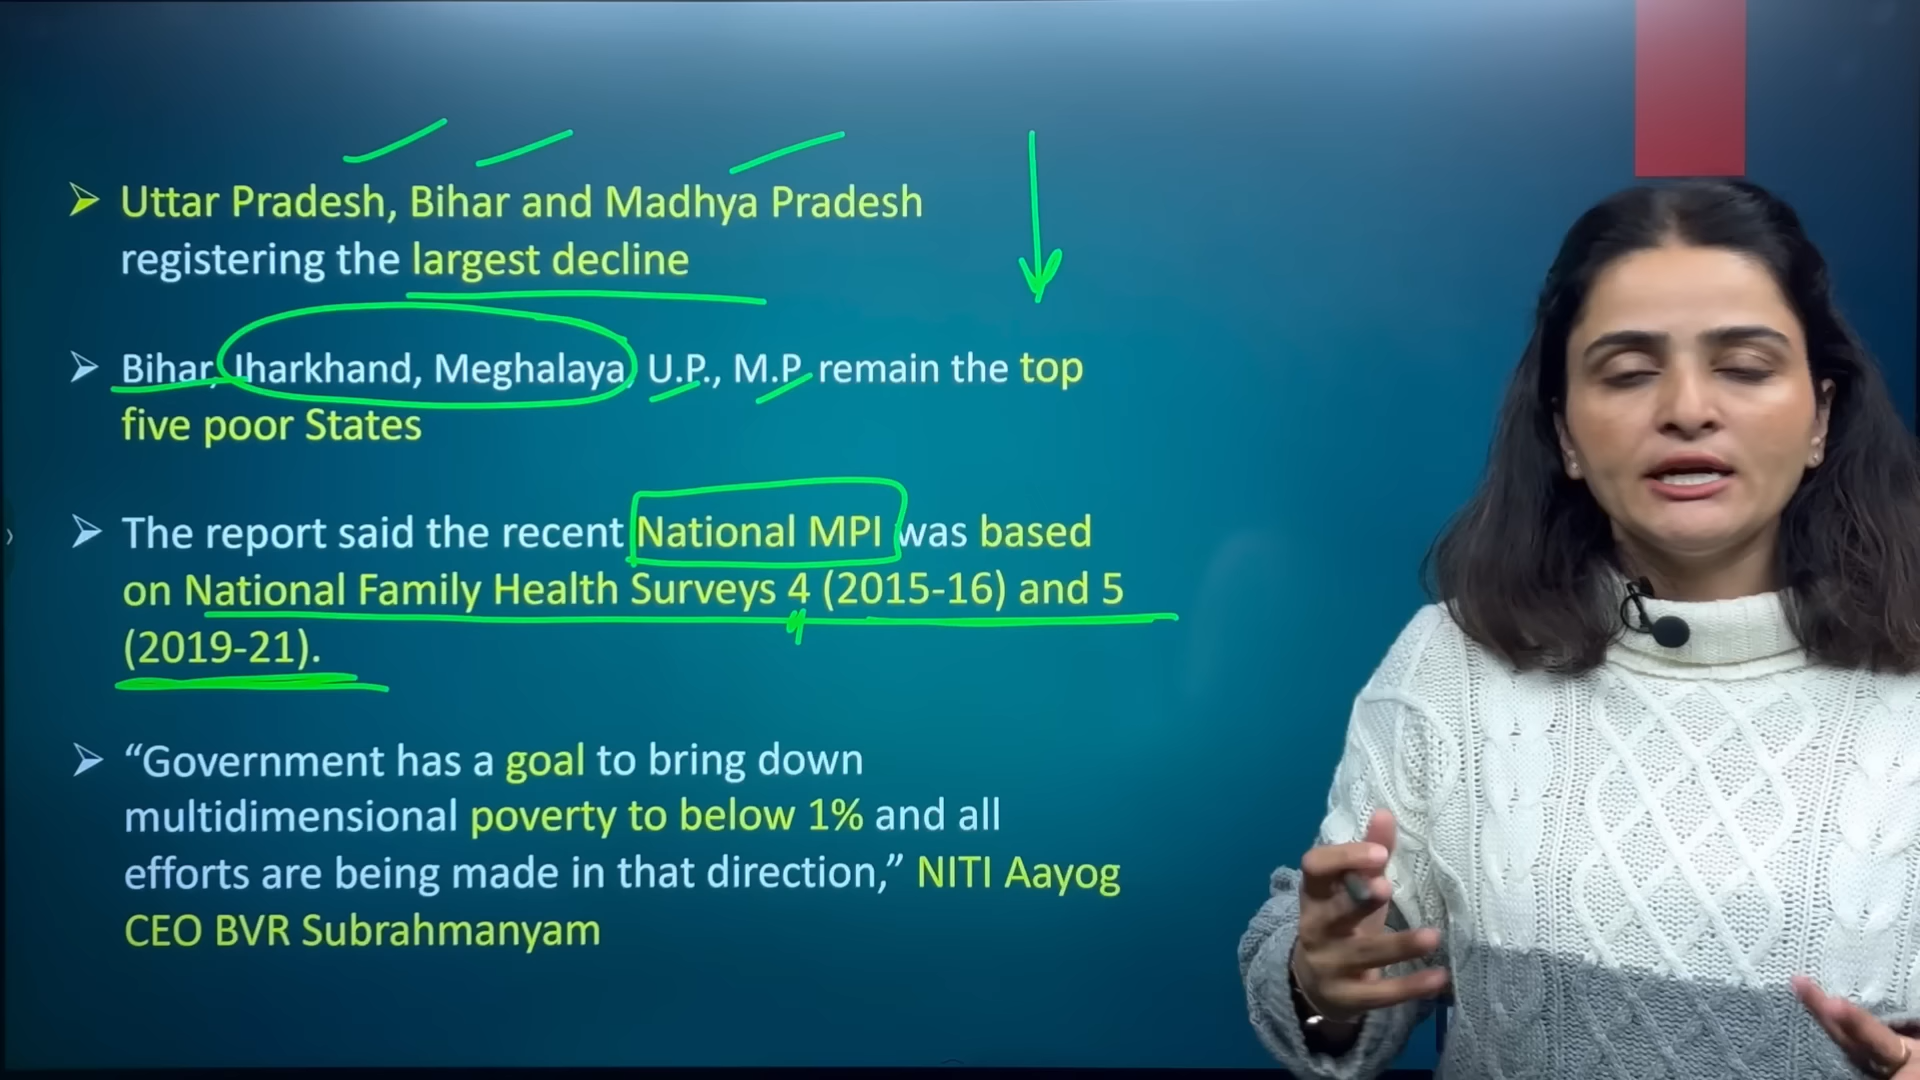 Uttar Pradesh, Bihar and Madhya Pradesh
registering the largest decline
Bihar, Jharkhand, Meghalaya, U.P., M.P. remain the top
five poor States
The report said the recent National MPI was based
on National Family Health Surveys 4 (2015-16) and 5
(2019-21).
“Government has a goal to bring down
multidimensional poverty to below 1% and all
efforts are being made in that direction,” NITI Aayog
CEO BVR Subrahmanyam